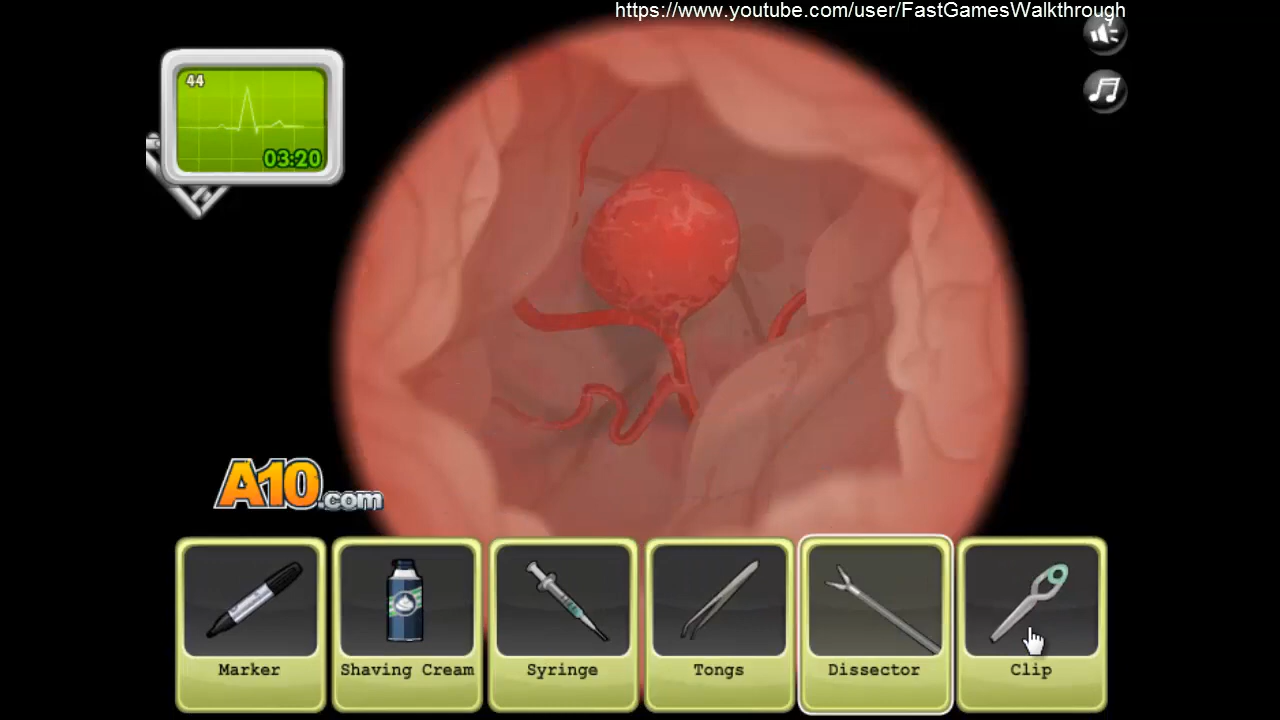 https://www.youtube.com/user/FastGamesWalkthrough
44
03:20
A10.com
Marker
Shaving Cream
Syringe
Tongs
Dissector
Clip